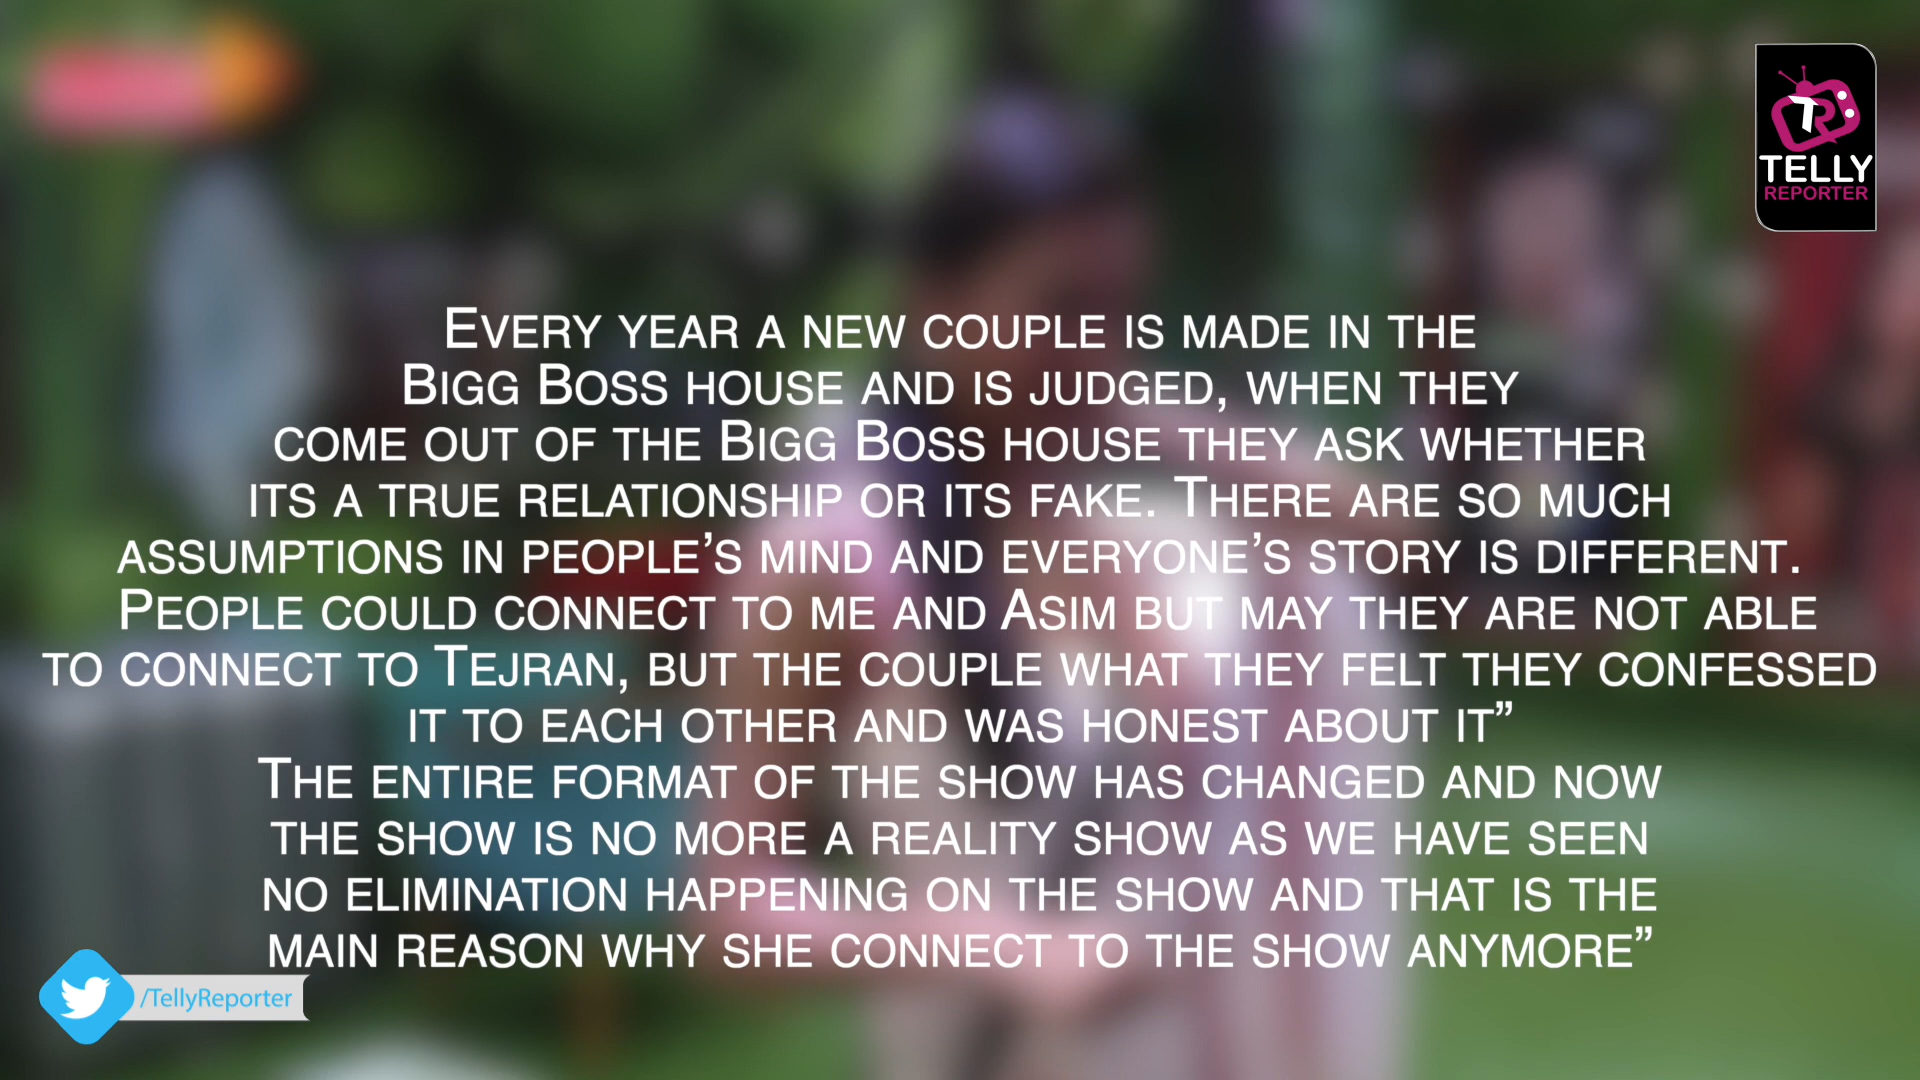 TR
TELLY
REPORTER
Every year a new couple is made in the
Bigg Boss house and is judged, when they
come out of the Bigg Boss house they ask whether
its a true relationship or its fake. There are so much
assumptions in people’s mind and everyone’s story is different.
People could connect to me and Asim but may they are not able
to connect to Tejran, but the couple what they felt they confessed
it to each other and was honest about it”
The entire format of the show has changed and now
the show is no more a reality show as we have seen
no elimination happening on the show and that is the
main reason why she connect to the show anymore”
/TellyReporter